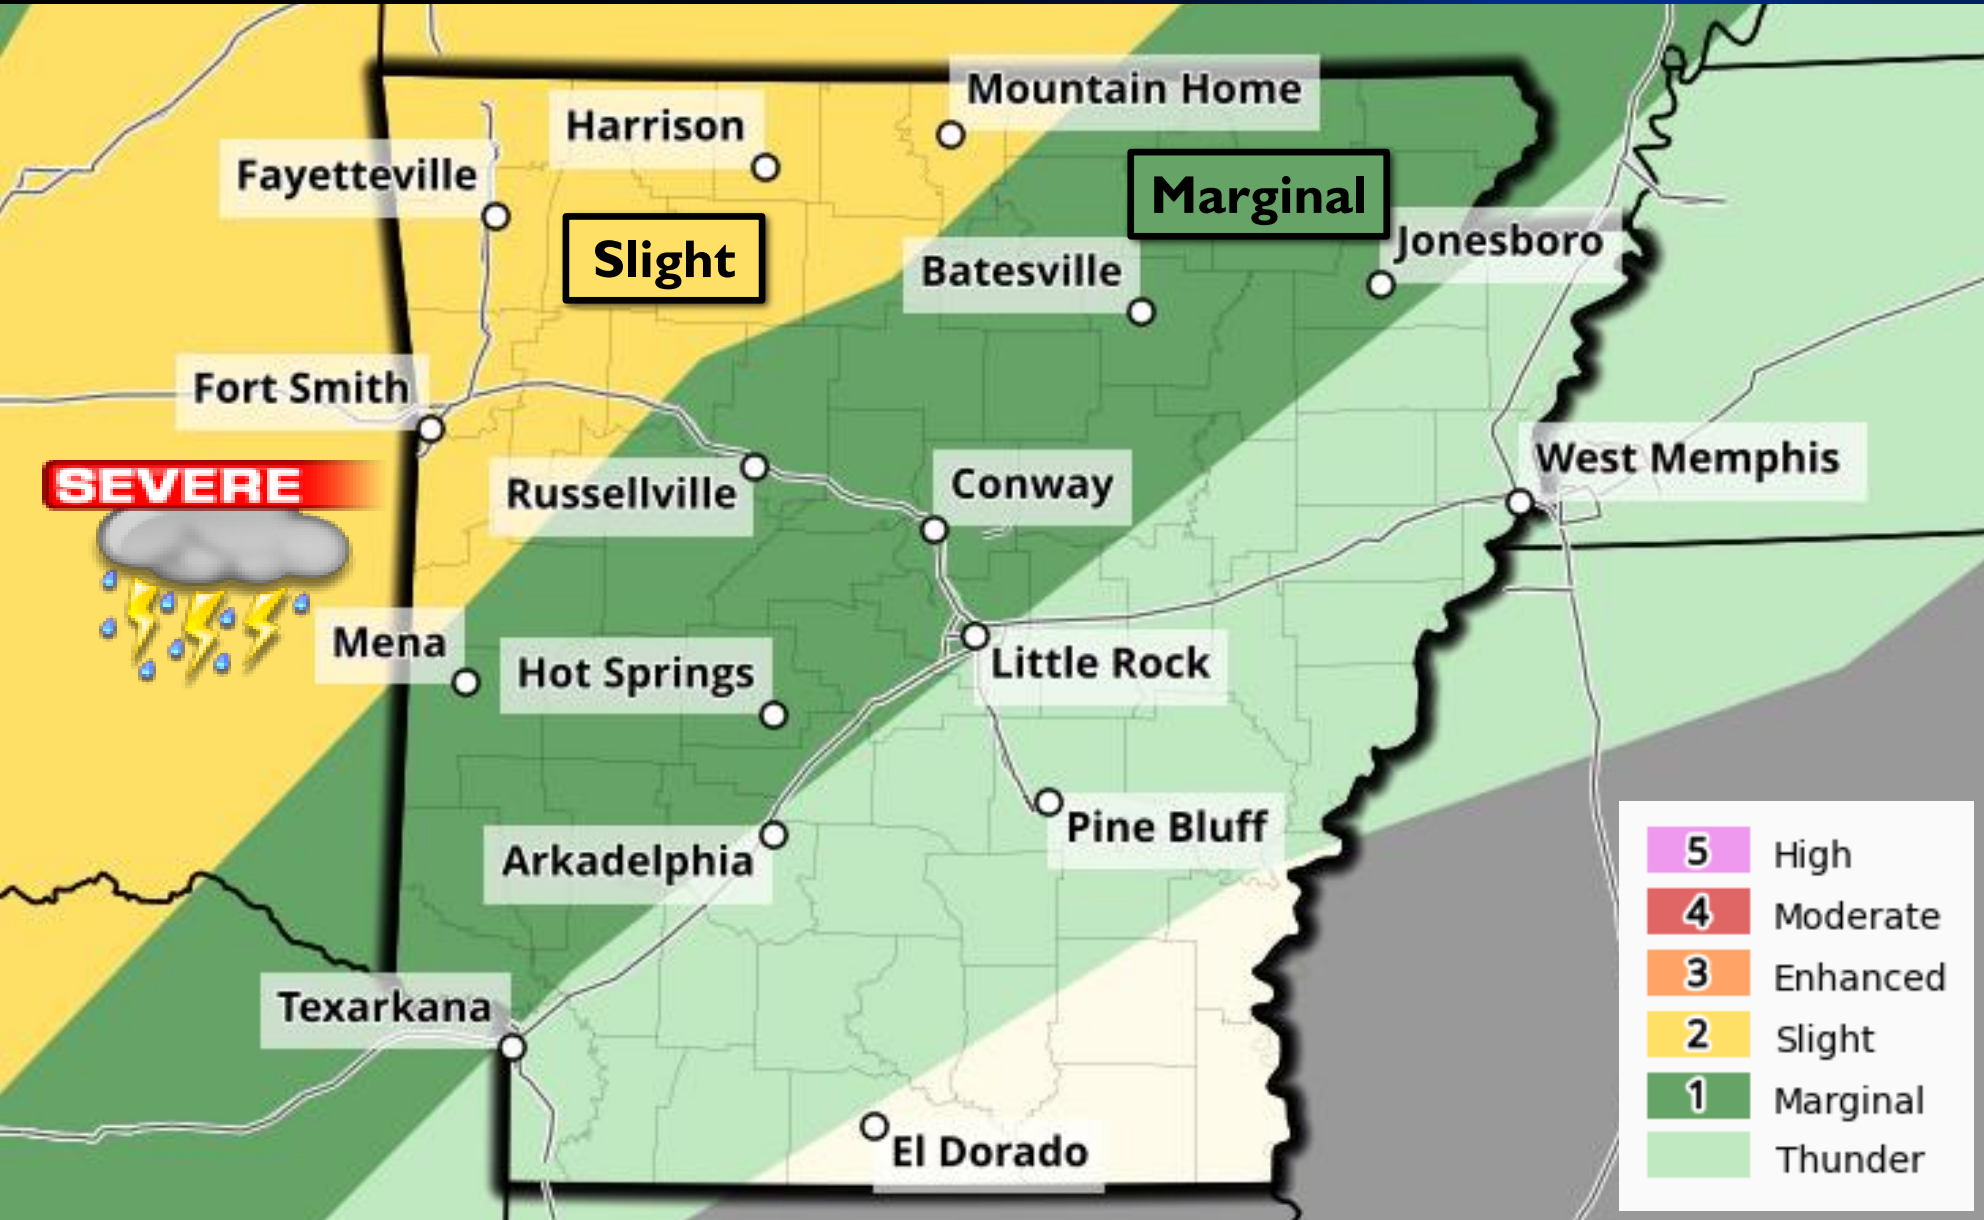 Mountain Home
Harrison
Fayetteville
Marginal
Slight
Jonesboro
Batesville
Fort Smith
SEVERE
Russellville
Conway
West Memphis
Mena
Hot Springs
Little Rock
Arkadelphia
Pine Bluff
Texarkana
El Dorado
5 High
4 Moderate
3 Enhanced
2 Slight
1 Marginal
Thunder